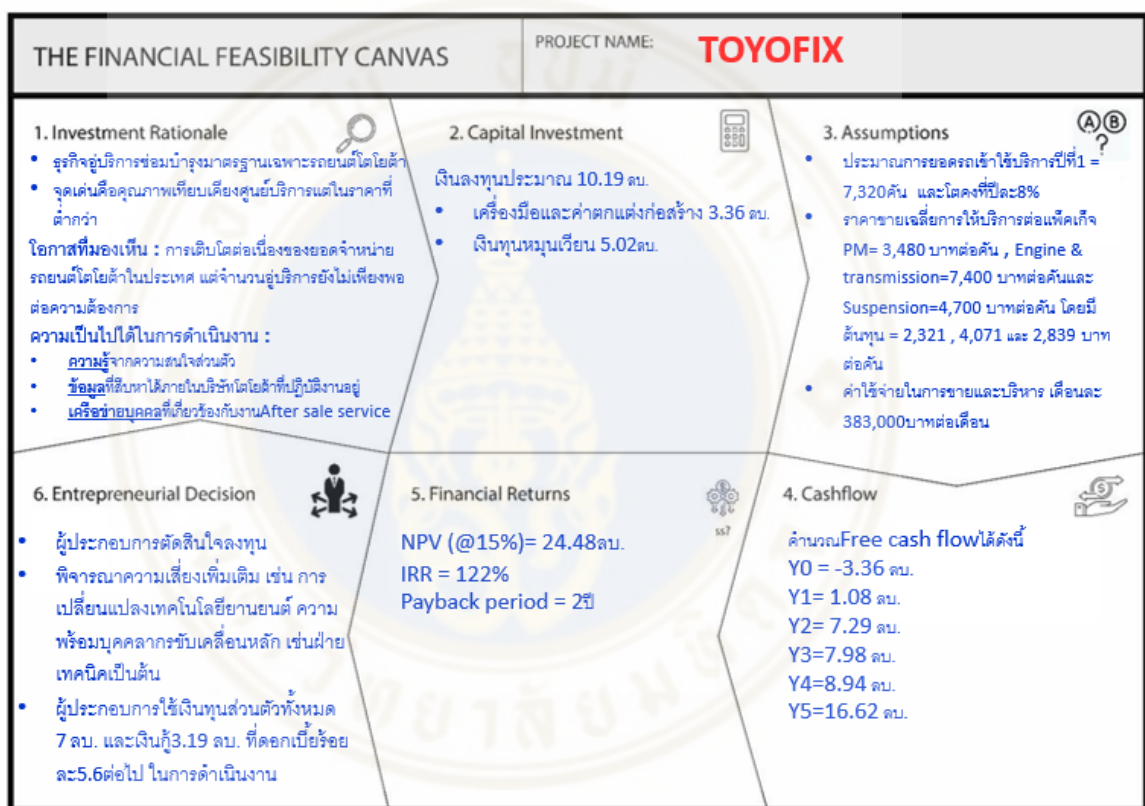 THE FINANCIAL FEASIBILITY CANVAS
PROJECT NAME:
TOYOFIX
1. Investment Rationale
• ธุรกิจอู่บริการซ่อมบำรุงมาตรฐานเฉพาะรถยนต์โตโยต้า
• จุดเด่นคือคุณภาพเทียบเคียงศูนย์บริการแต่ในราคาที่
ต่ำกว่า
โอกาสที่มองเห็น : การเติบโตต่อเนื่องของยอดจำหน่าย
รถยนต์โตโยต้าในประเทศ แต่จำนวนอู่บริการยังไม่เพียงพอ
ต่อความต้องการ
ความเป็นไปได้ในการดำเนินงาน :
• ความรู้จากความสนใจส่วนตัว
• ข้อมูลที่สืบหาได้ภายในบริษัทโตโยต้าที่ปฏิบัติงานอยู่
• เครือข่ายบุคคลที่เกี่ยวข้องกับงานAfter sale service
2. Capital Investment
เงินลงทุนประมาณ 10.19 ลบ.
• เครื่องมือและค่าตกแต่งก่อสร้าง 3.36 ลบ.
• เงินทุนหมุนเวียน 5.02ลบ.
3. Assumptions
A B
?
• ประมาณการยอดรถเข้าใช้บริการปีที่1 =
7,320คัน และโตคงที่ปีละ8%
• ราคาขายเฉลี่ยการให้บริการต่อแพ็คเก็จ
PM= 3,480 บาทต่อคัน , Engine &
transmission=7,400 บาทต่อคันและ
Suspension=4,700 บาทต่อคัน โดยมี
ต้นทุน = 2,321 , 4,071 และ 2,839 บาท
ต่อคัน
• ค่าใช้จ่ายในการขายและบริหาร เดือนละ
383,000บาทต่อเดือน
6. Entrepreneurial Decision
• ผู้ประกอบการตัดสินใจลงทุน
• พิจารณาความเสี่ยงเพิ่มเติม เช่น การ
เปลี่ยนแปลงเทคโนโลยียานยนต์ ความ
พร้อมบุคคลากรขับเคลื่อนหลัก เช่นฝ่าย
เทคนิคเป็นต้น
• ผู้ประกอบการใช้เงินทุนส่วนตัวทั้งหมด
7 ลบ. และเงินกู้3.19 ลบ. ที่ดอกเบี้ยร้อย
ละ5.6ต่อไป ในการดำเนินงาน
5. Financial Returns
ss?
NPV (@15%)= 24.48ลบ.
IRR = 122%
Payback period = 2ปี
4. Cashflow
คำนวณFree cash flowได้ดังนี้
Y0 = -3.36 ลบ.
Y1= 1.08 ลบ.
Y2= 7.29 ลบ.
Y3=7.98 ลบ.
Y4=8.94 ลบ.
Y5=16.62 ลบ.